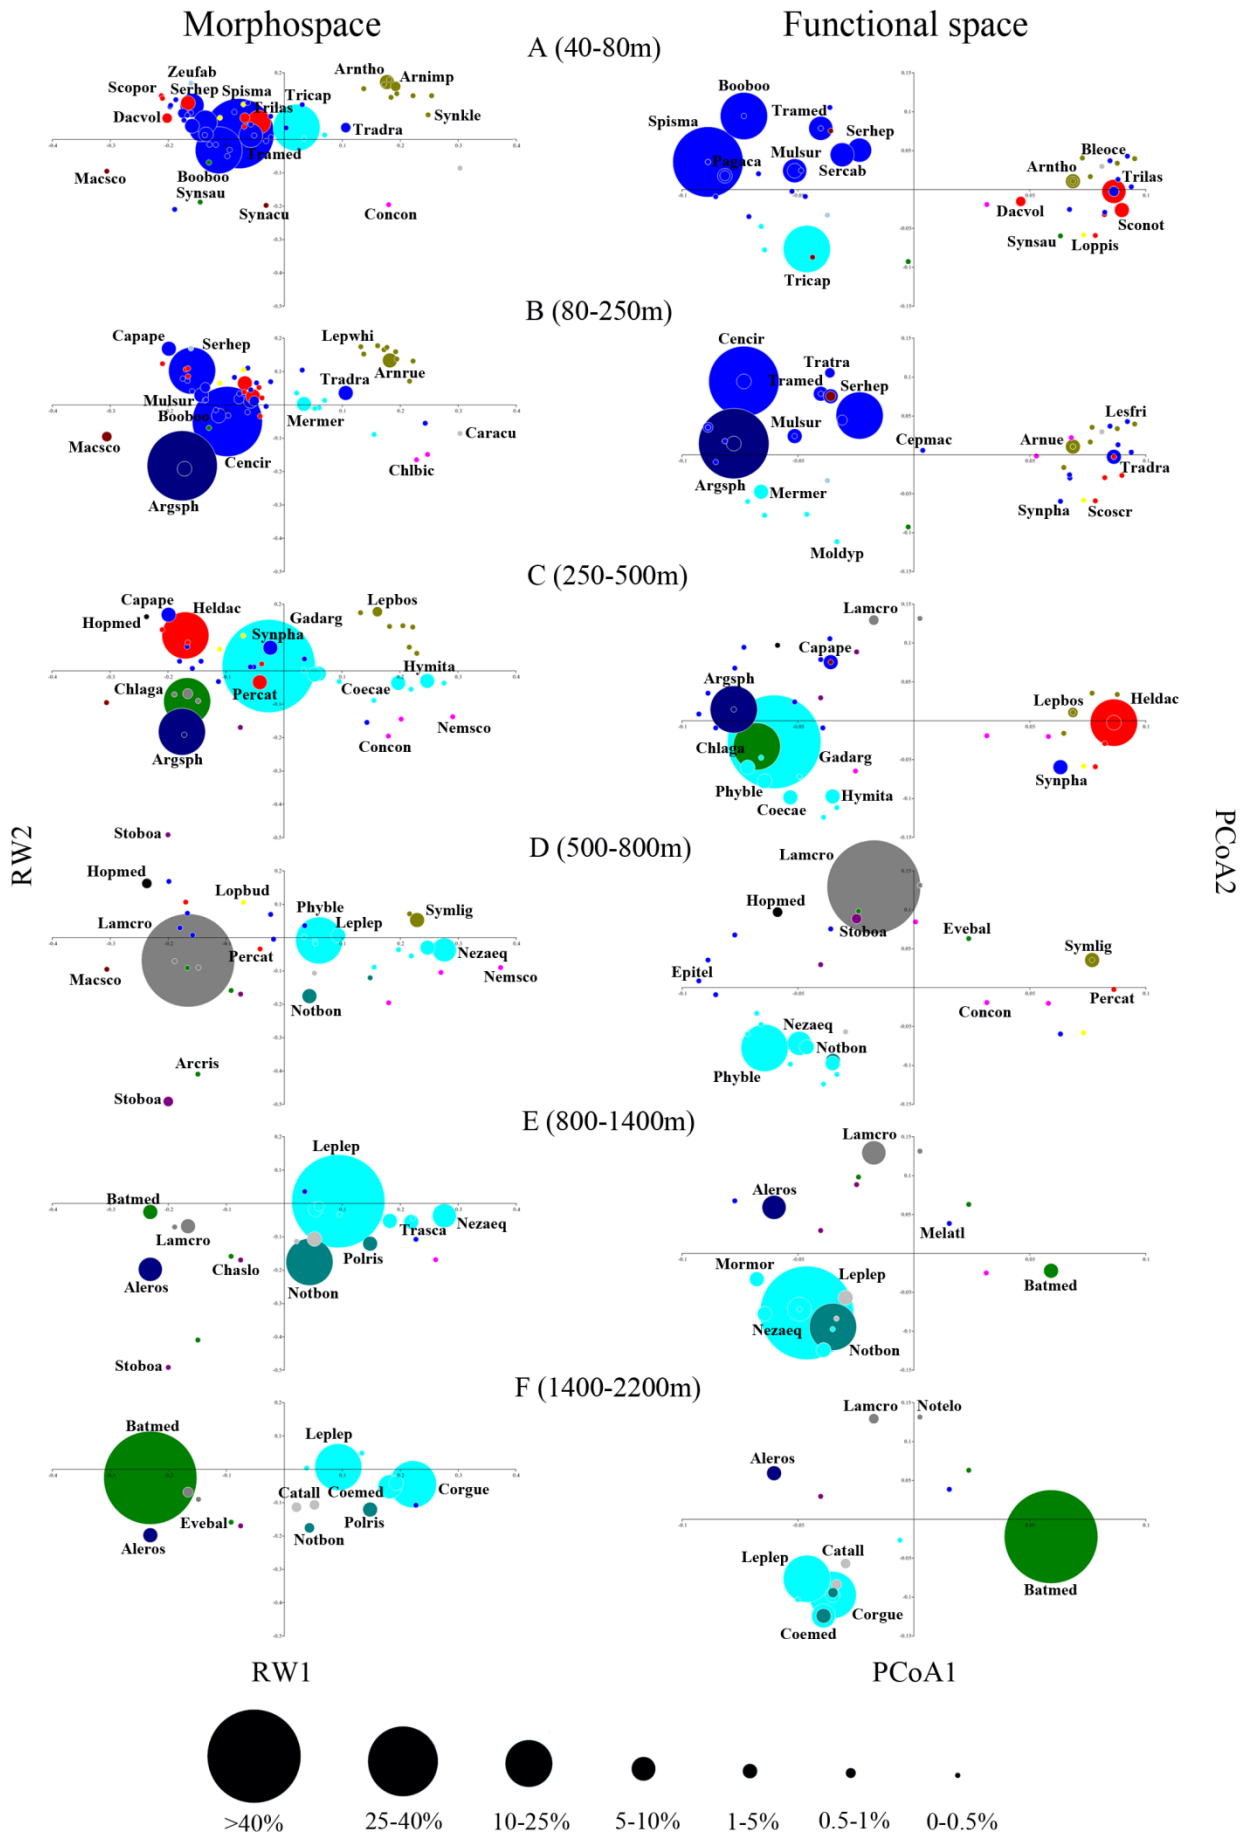 Morphospace
Functional space
A (40-80m)
Zeufab
Scopor
Serhep
Spisma
Tricap
Arntho
Arnimp
Dacvol
Trilas
Tradra
Synkle
Tramed
Macsco
Booboo
Synsau
Synacu
Concon
Booboo
Spisma
Tramed
Serhep
Pagaca
Mulsur
Sercab
Bleoce
Arntho
Trilas
Dacvol
Sconot
Synsau
Loppis
Tricap
B (80-250m)
Capape
Serhep
Lepwhi
Arnrue
Tradra
Mulsur
Booboo
Mermer
Macsco
Cencir
Caracu
Chlbic
Argsph
Cencir
Tratra
Tramed
Serhep
Mulsur
Cepmac
Lesfri
Arnue
Tradra
Argsph
Mermer
Synpha
Scoscr
Moldyp
C (250-500m)
Capape
Heldac
Hopmed
Gadarg
Lepbos
Synpha
Chlaga
Percat
Coecae
Hymita
Nemsco
Argsph
Concon
Stoboa
Lamcro
Capape
Argsph
Lepbos
Heldac
Chlaga
Gadarg
Phyble
Synpha
Coecae
Hymita
RW2
PCoA2
D (500-800m)
Hopmed
Lopbud
Lamcro
Phyble
Leplep
Symlig
Percat
Nezaeq
Macsco
Nemsco
Notbon
Arcris
Stoboa
Lamcro
Hopmed
Stoboa
Evebal
Symlig
Epitel
Percat
Concon
Nezaeq
Notbon
Phyble
E (800-1400m)
Leplep
Batmed
Lamcro
Trasca
Nezaeq
Chaslo
Polris
Aleros
Notbon
Stoboa
Lamcro
Aleros
Melatl
Mormor
Leplep
Batmed
Nezaeq
Notbon
F (1400-2200m)
Batmed
Leplep
Catall
Coemed
Corgue
Evebal
Polris
Notbon
Aleros
Lamcro
Notelo
Aleros
Leplep
Catall
Batmed
Corgue
Coemed
RW1
PCoA1
>40%
25-40%
10-25%
5-10%
1-5%
0.5-1%
0-0.5%